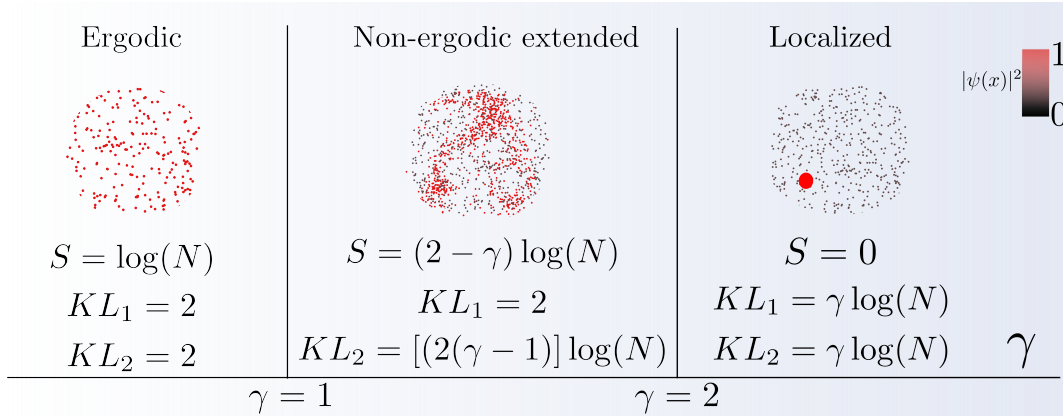 Ergodic
Non-ergodic extended
Localized
|ψ(x)|²
1
0
S = log(N)
S = (2 − γ) log(N)
S = 0
KL₁ = 2
KL₁ = 2
KL₁ = γ log(N)
KL₂ = 2
KL₂ = [(2(γ − 1)] log(N)
KL₂ = γ log(N)
γ
γ = 1
γ = 2